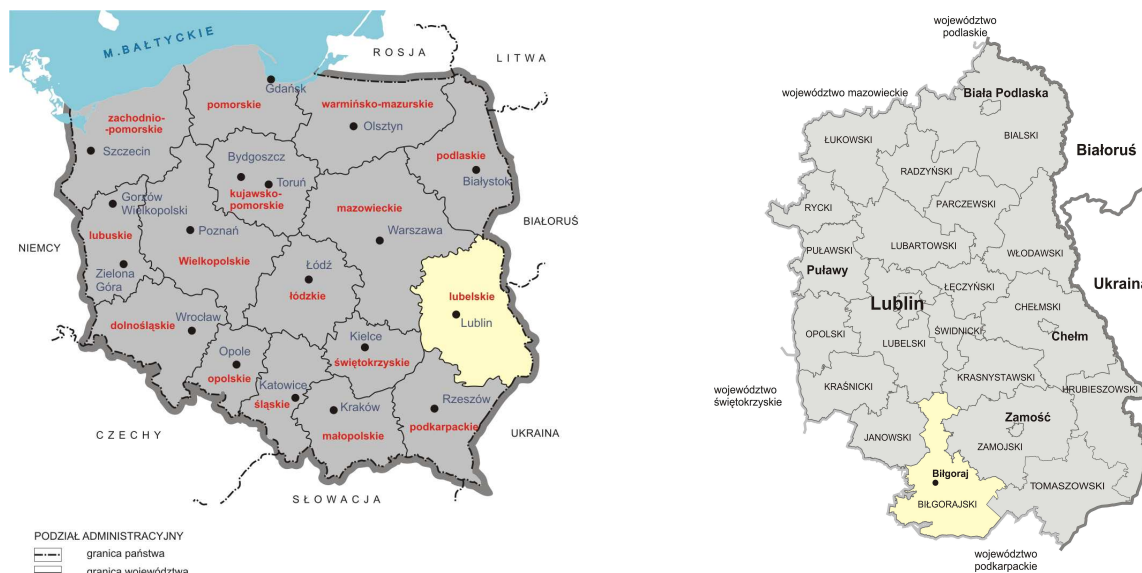 M. BAŁTYCKIE
ROSJA
LITWA
Gdańsk
pomorskie
warmińsko-mazurskie
zachodnio-
-pomorskie
Olsztyn
Szczecin
Bydgoszcz
podlaskie
Toruń
Białystok
kujawsko-
pomorskie
Gorzów
Wielkopolski
mazowieckie
BIAŁORUŚ
lubuskie
Poznań
Warszawa
NIEMCY
Wielkopolskie
Łódź
Zielona
Góra
łódzkie
lubelskie
Wrocław
Lublin
dolnośląskie
Kielce
Opole
świętokrzyskie
opolskie
Katowice
śląskie
Kraków
Rzeszów
małopolskie
podkarpackie
CZECHY
UKRAINA
SŁOWACJA
PODZIAŁ ADMINISTRACYJNY
granica państwa
granica województwa
województwo
podlaskie
województwo mazowieckie
Biała Podlaska
ŁUKOWSKI
BIALSKI
Białoruś
RADZYŃSKI
RYCKI
PARCZEWSKI
PUŁAWSKI
LUBARTOWSKI
WŁODAWSKI
Puławy
ŁĘCZYŃSKI
Ukraina
Lublin
CHEŁMSKI
OPOLSKI
ŚWIDNICKI
Chełm
LUBELSKI
KRAŚNICKI
KRASNYSTAWSKI
województwo
świętokrzyskie
HRUBIESZOWSKI
Zamość
JANOWSKI
ZAMOJSKI
Biłgoraj
TOMASZOWSKI
BIŁGORAJSKI
województwo
podkarpackie